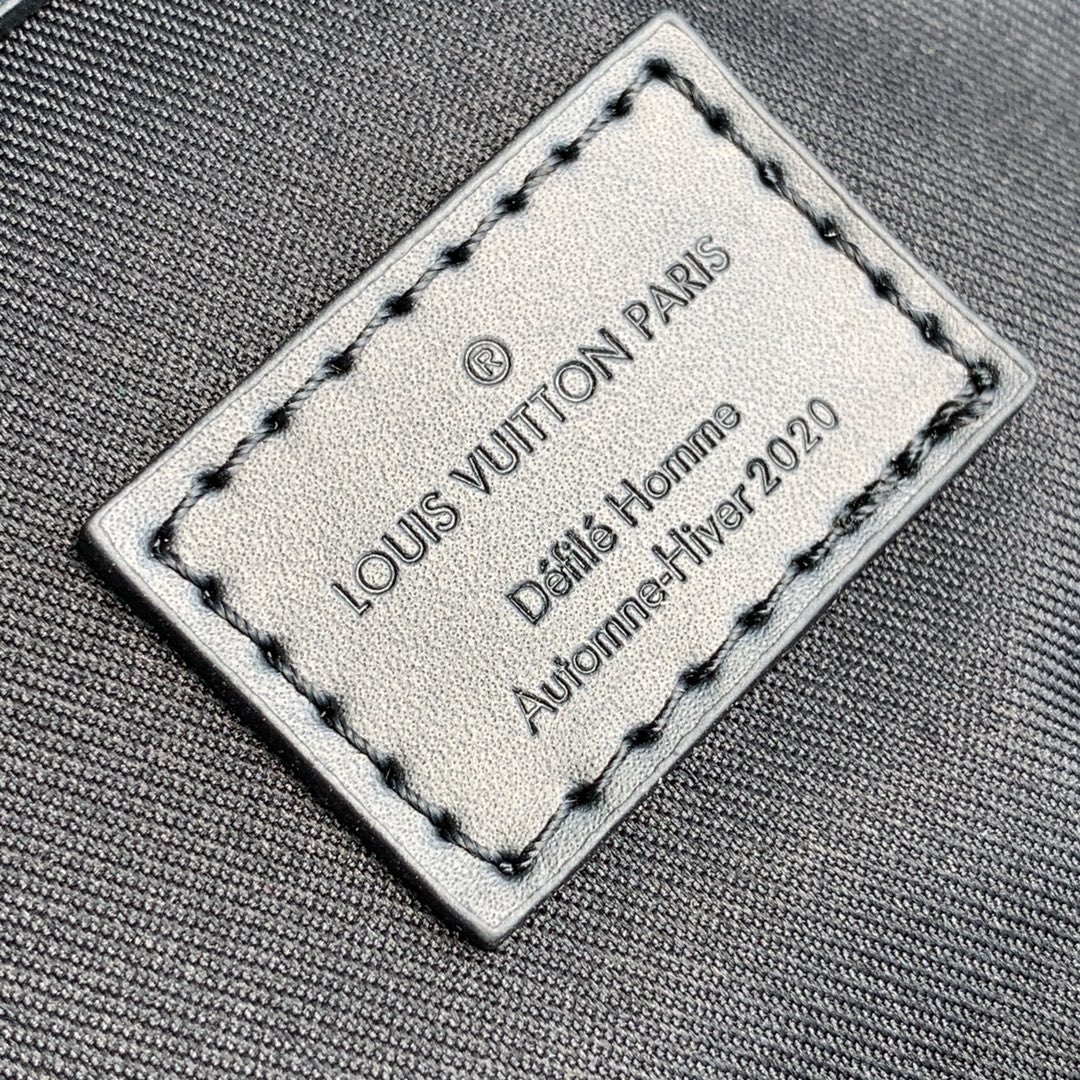 ®
LOUIS VUITTON PARIS
Défilé Homme
Automne-Hiver 2020